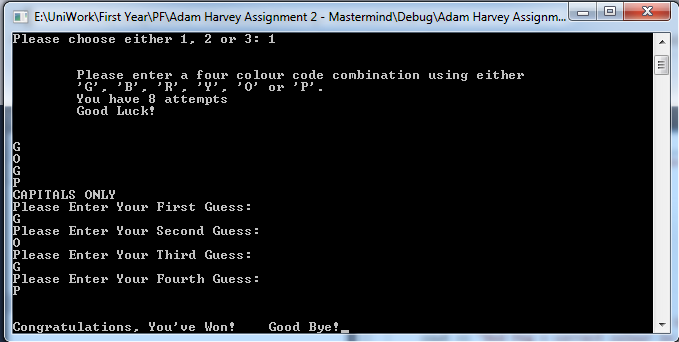 E:\UniWork\First Year\PF\Adam Harvey Assignment 2 - Mastermind\Debug\Adam Harvey Assignm...
Please choose either 1, 2 or 3: 1
Please enter a four colour code combination using either
'G', 'B', 'R', 'Y', 'O' or 'P'.
You have 8 attempts
Good Luck!
G
O
G
P
CAPITALS ONLY
Please Enter Your First Guess:
G
Please Enter Your Second Guess:
O
Please Enter Your Third Guess:
G
Please Enter Your Fourth Guess:
P
Congratulations, You've Won! Good Bye!